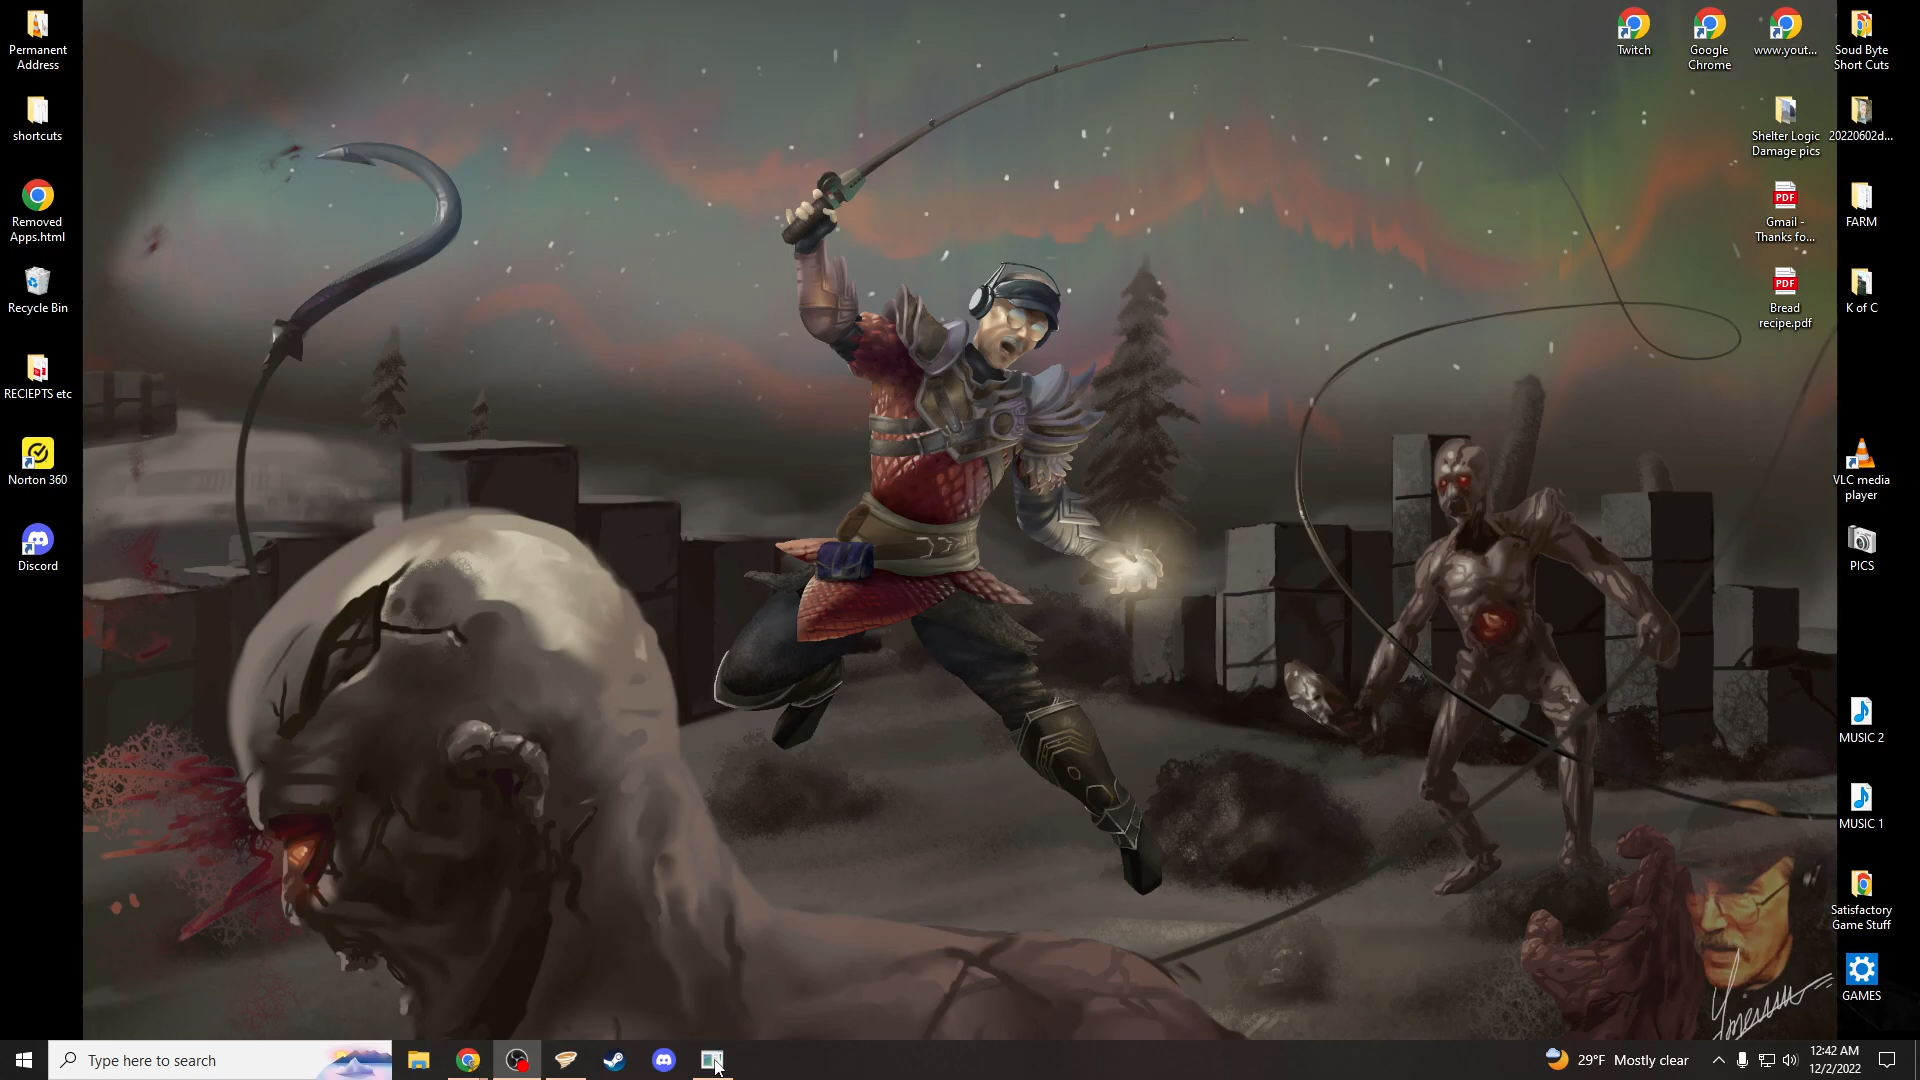 Permanent
Address
shortcuts
Removed
Apps.html
Recycle Bin
RECIEPTS etc
Norton 360
Discord
Twitch
Google
Chrome
www.yout...
Soud Byte
Short Cuts
Shelter Logic
Damage pics
20220602d...
PDF
Gmail -
Thanks fo...
FARM
PDF
Bread
recipe.pdf
K of C
VLC media
player
PICS
MUSIC 2
MUSIC 1
Satisfactory
Game Stuff
GAMES
Type here to search
29°F Mostly clear
12:42 AM
12/2/2022